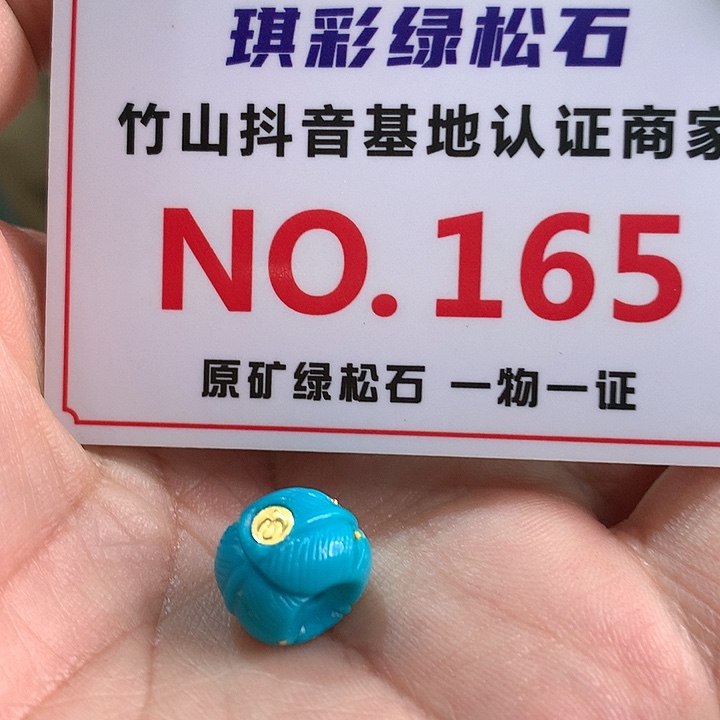 琪彩绿松石
竹山抖音基地认证商家
NO.165
原矿绿松石 一物一证